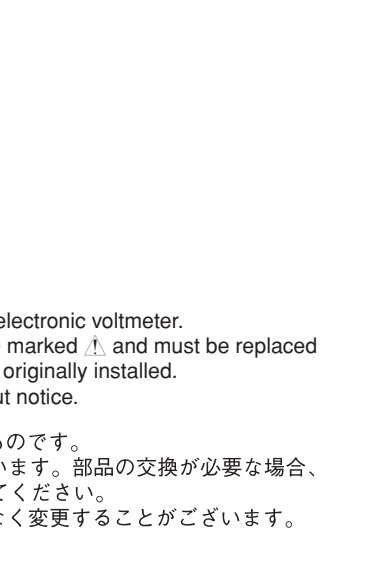 electronic voltmeter.
marked ⚠ and must be replaced
originally installed.
notice.
のです。
います。部品の交換が必要な場合、
てください。
なく変更することがございます。